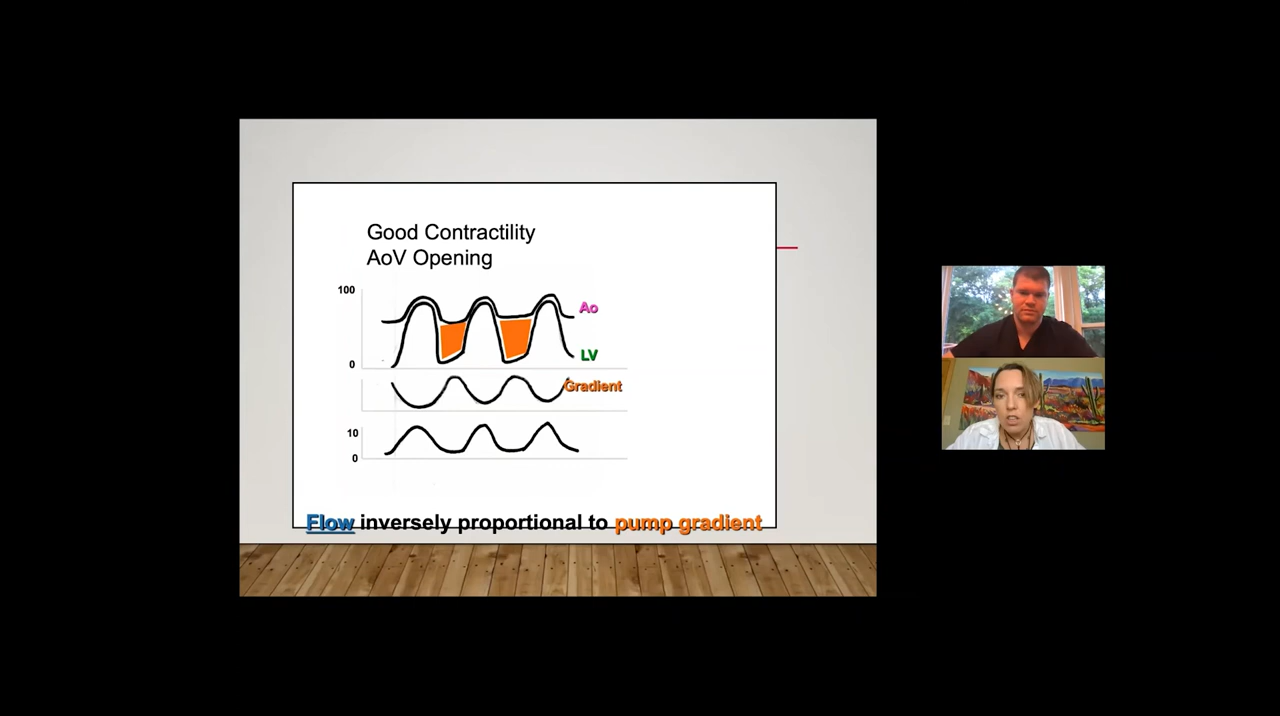 Good Contractility
AoV Opening
100
Ao
0
LV
Gradient
10
0
Flow inversely proportional to pump gradient